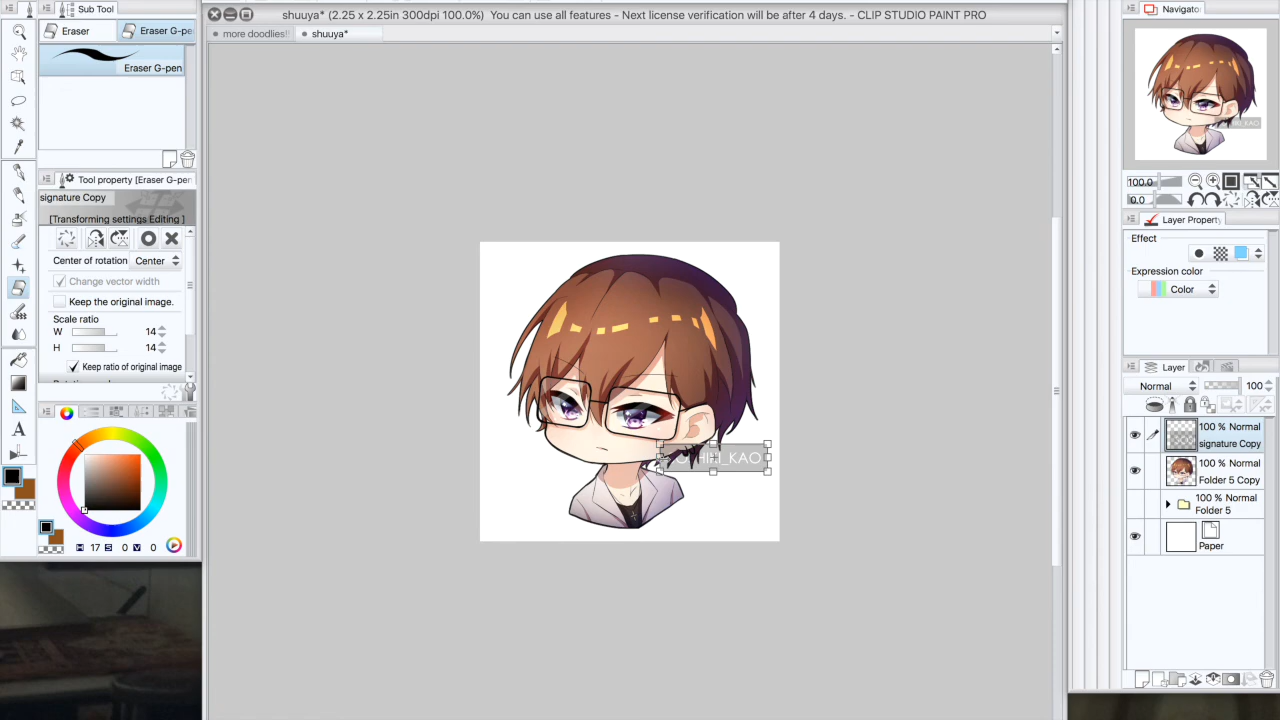 Sub Tool
Eraser
Eraser G-pe
Eraser G-pen
Tool property [Eraser G-pen
signature Copy
[Transforming settings Editing ]
Center of rotation Center
Change vector width
Keep the original image.
Scale ratio
W 14
H 14
Keep ratio of original image
H 17 S 0 V 0
shuuya* (2.25 x 2.25in 300dpi 100.0%) You can use all features - Next license verification will be after 4 days. - CLIP STUDIO PAINT PRO
more doodlies!!
shuuya*
Navigator
100.0
0.0
Layer Property
Effect
Expression color
Color
Layer
Normal 100
100 % Normal
signature Copy
100 % Normal
Folder 5 Copy
100 % Normal
Folder 5
Paper